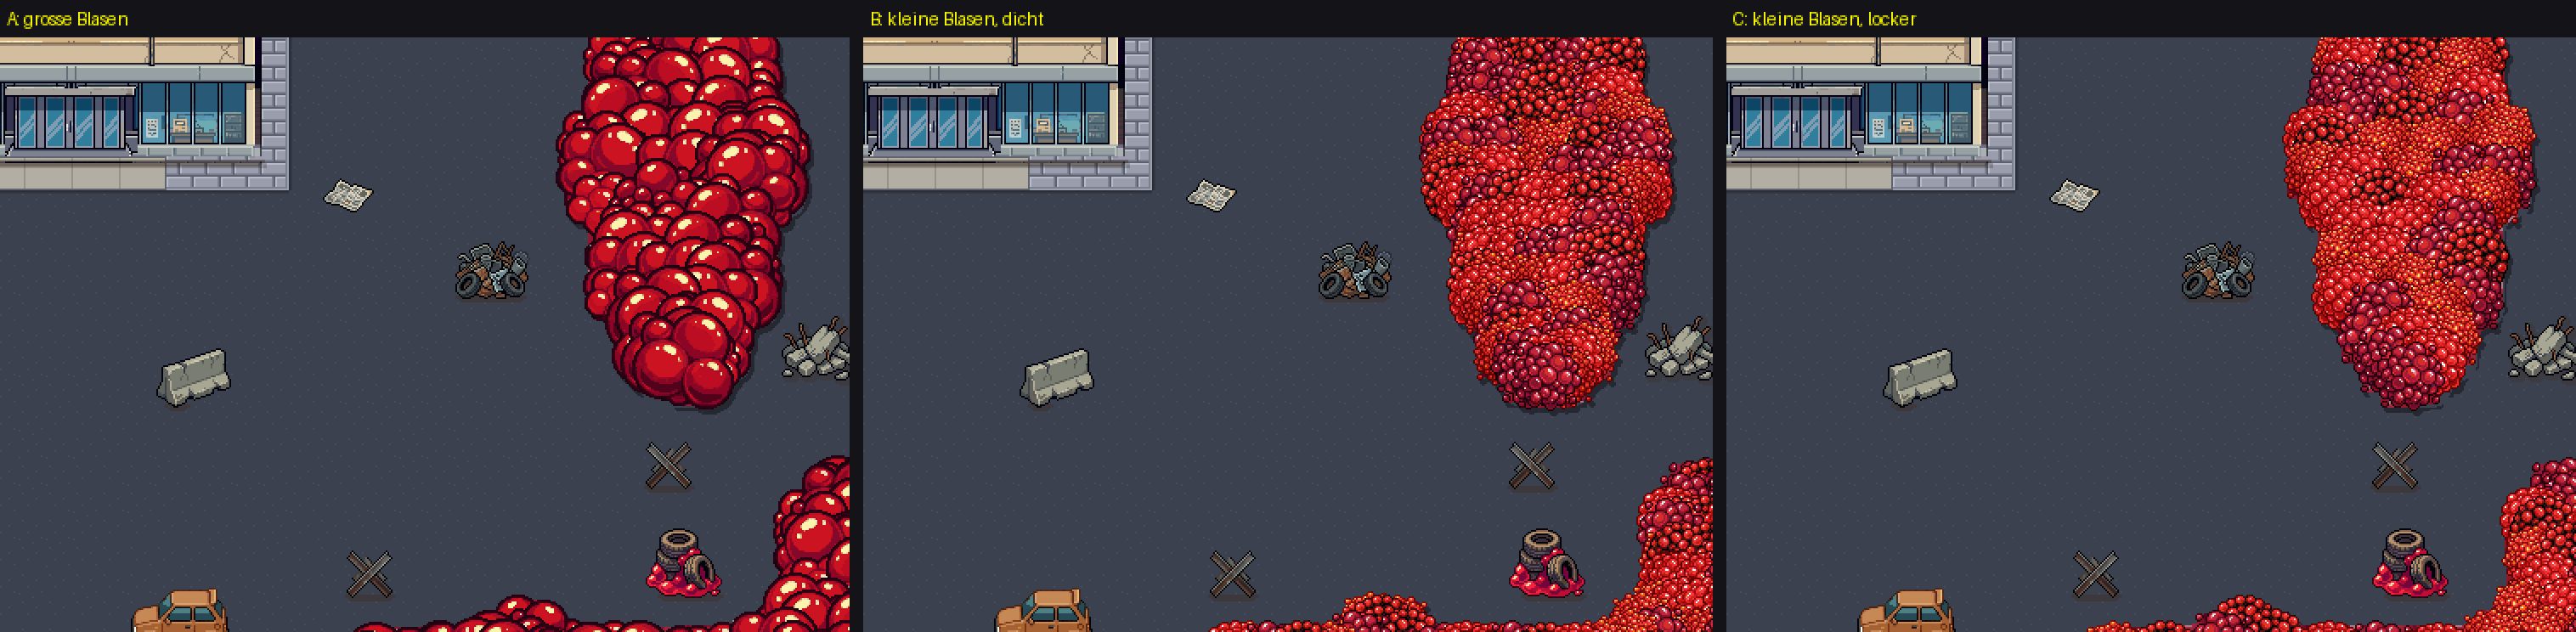 A: grosse Blasen
B: kleine Blasen, dicht
C: kleine Blasen, locker